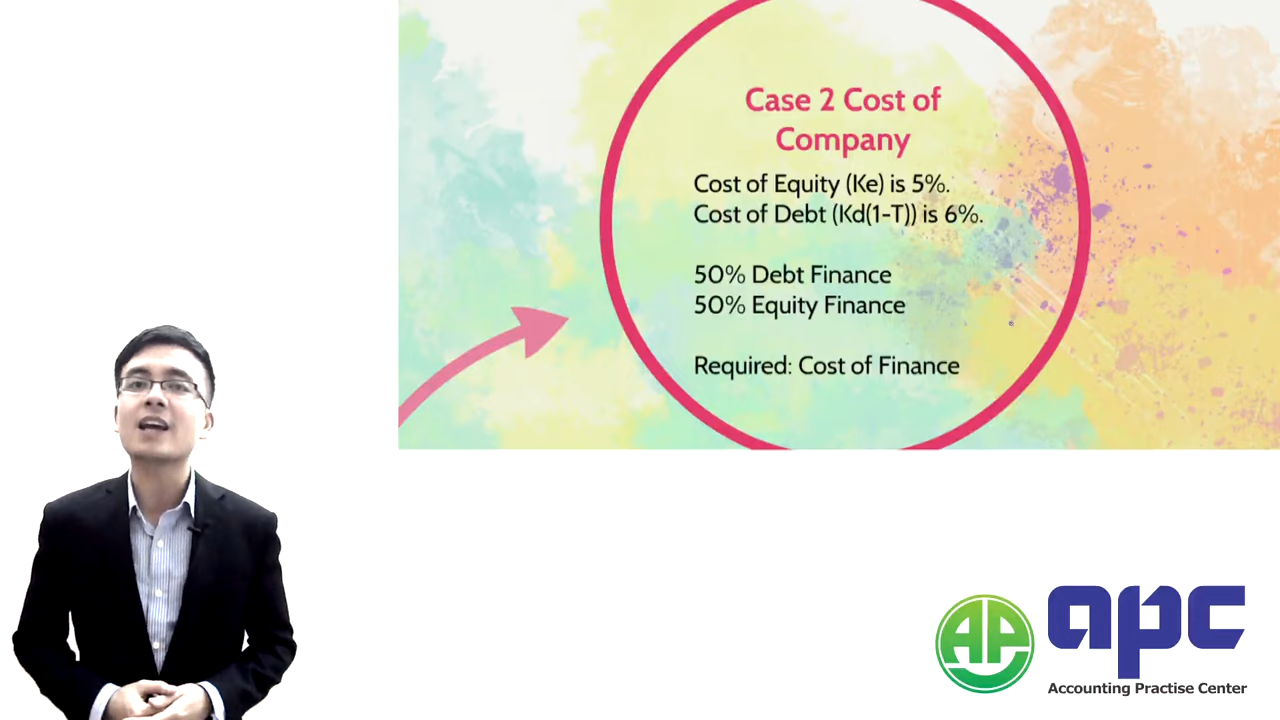 Case 2 Cost of
Company
Cost of Equity (Ke) is 5%.
Cost of Debt (Kd(1-T)) is 6%.
50% Debt Finance
50% Equity Finance
Required: Cost of Finance
AP
apc
Accounting Practise Center